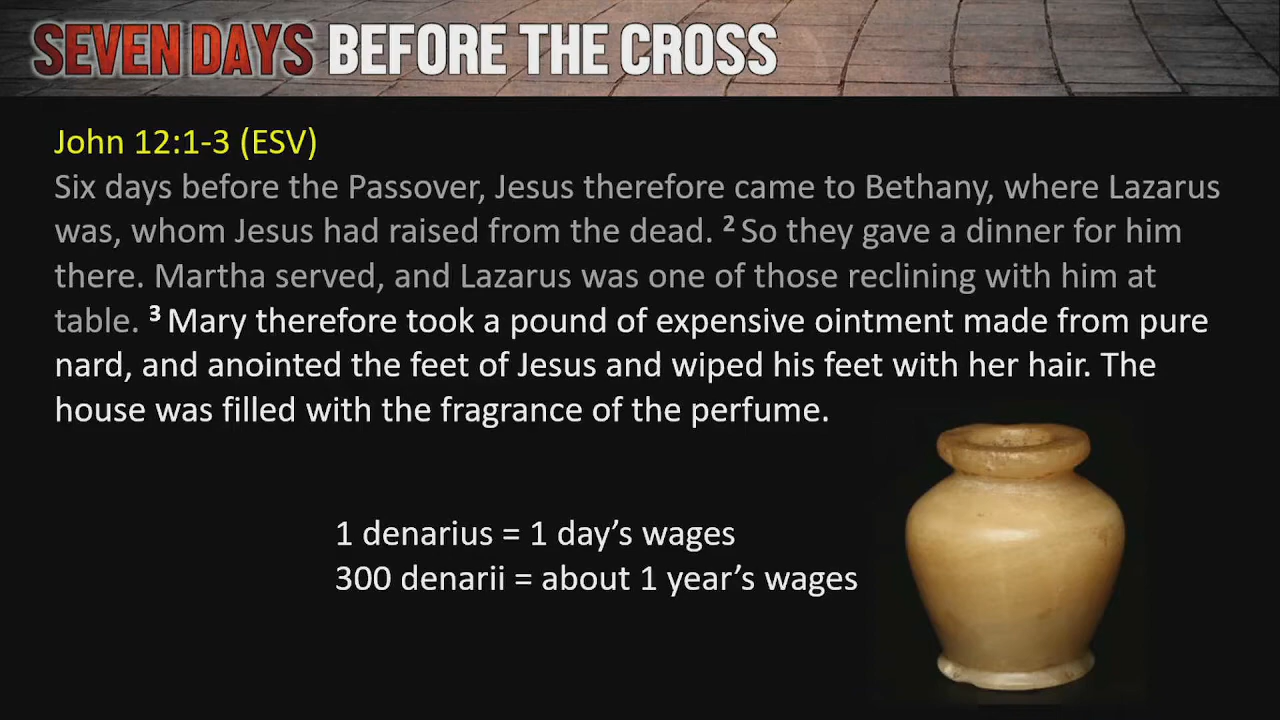 SEVEN DAYS BEFORE THE CROSS
John 12:1-3 (ESV)
Six days before the Passover, Jesus therefore came to Bethany, where Lazarus
was, whom Jesus had raised from the dead. ² So they gave a dinner for him
there. Martha served, and Lazarus was one of those reclining with him at
table. ³ Mary therefore took a pound of expensive ointment made from pure
nard, and anointed the feet of Jesus and wiped his feet with her hair. The
house was filled with the fragrance of the perfume.
1 denarius = 1 day’s wages
300 denarii = about 1 year’s wages